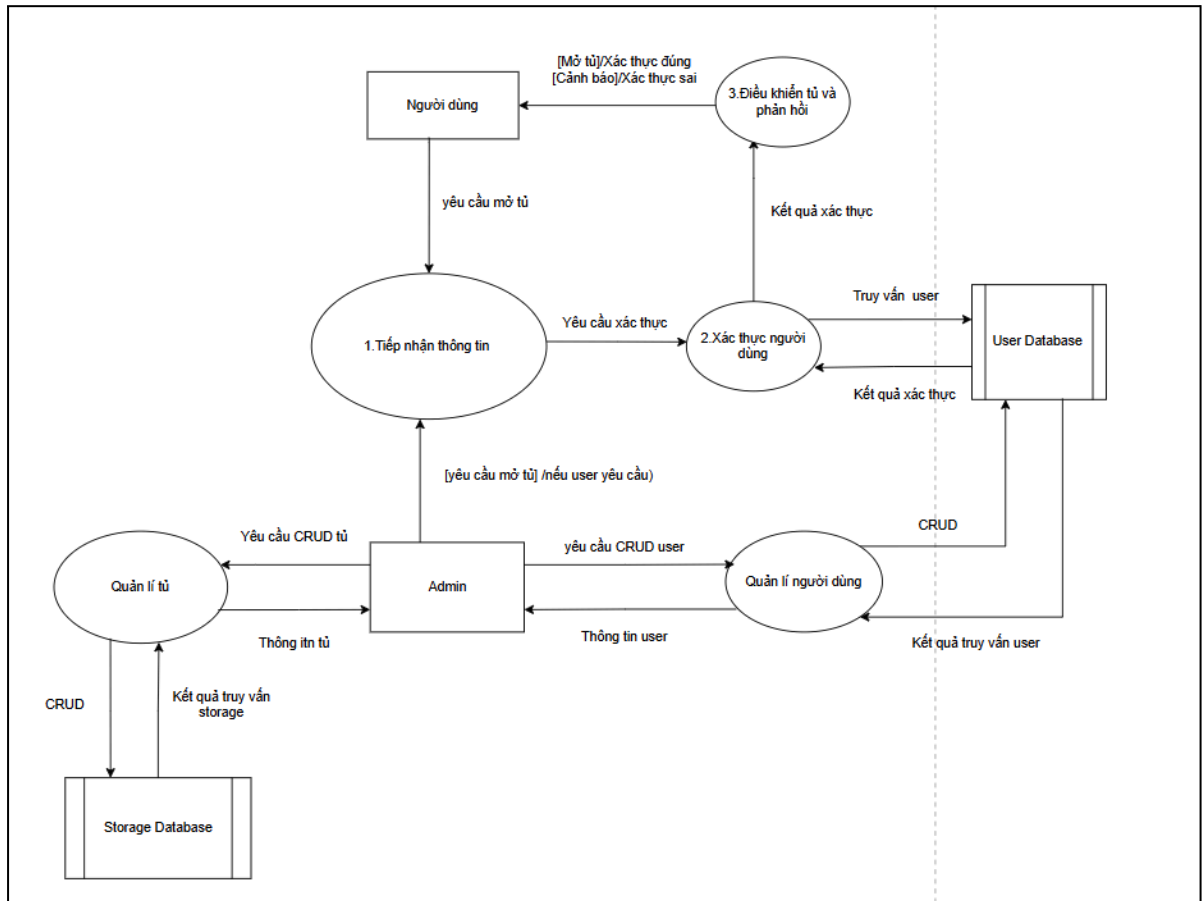 [Mở tủ]/Xác thực đúng
[Cảnh báo]/Xác thực sai
3.Điều khiển tủ và
phản hồi
Người dùng
yêu cầu mở tủ
Kết quả xác thực
1.Tiếp nhận thông tin
Yêu cầu xác thực
2.Xác thực người
dùng
Truy vấn user
User Database
Kết quả xác thực
[yêu cầu mở tủ] /nếu user yêu cầu)
Yêu cầu CRUD tủ
yêu cầu CRUD user
CRUD
Quản lí tủ
Admin
Quản lí người dùng
Thông itn tủ
Thông tin user
Kết quả truy vấn user
CRUD
Kết quả truy vấn
storage
Storage Database